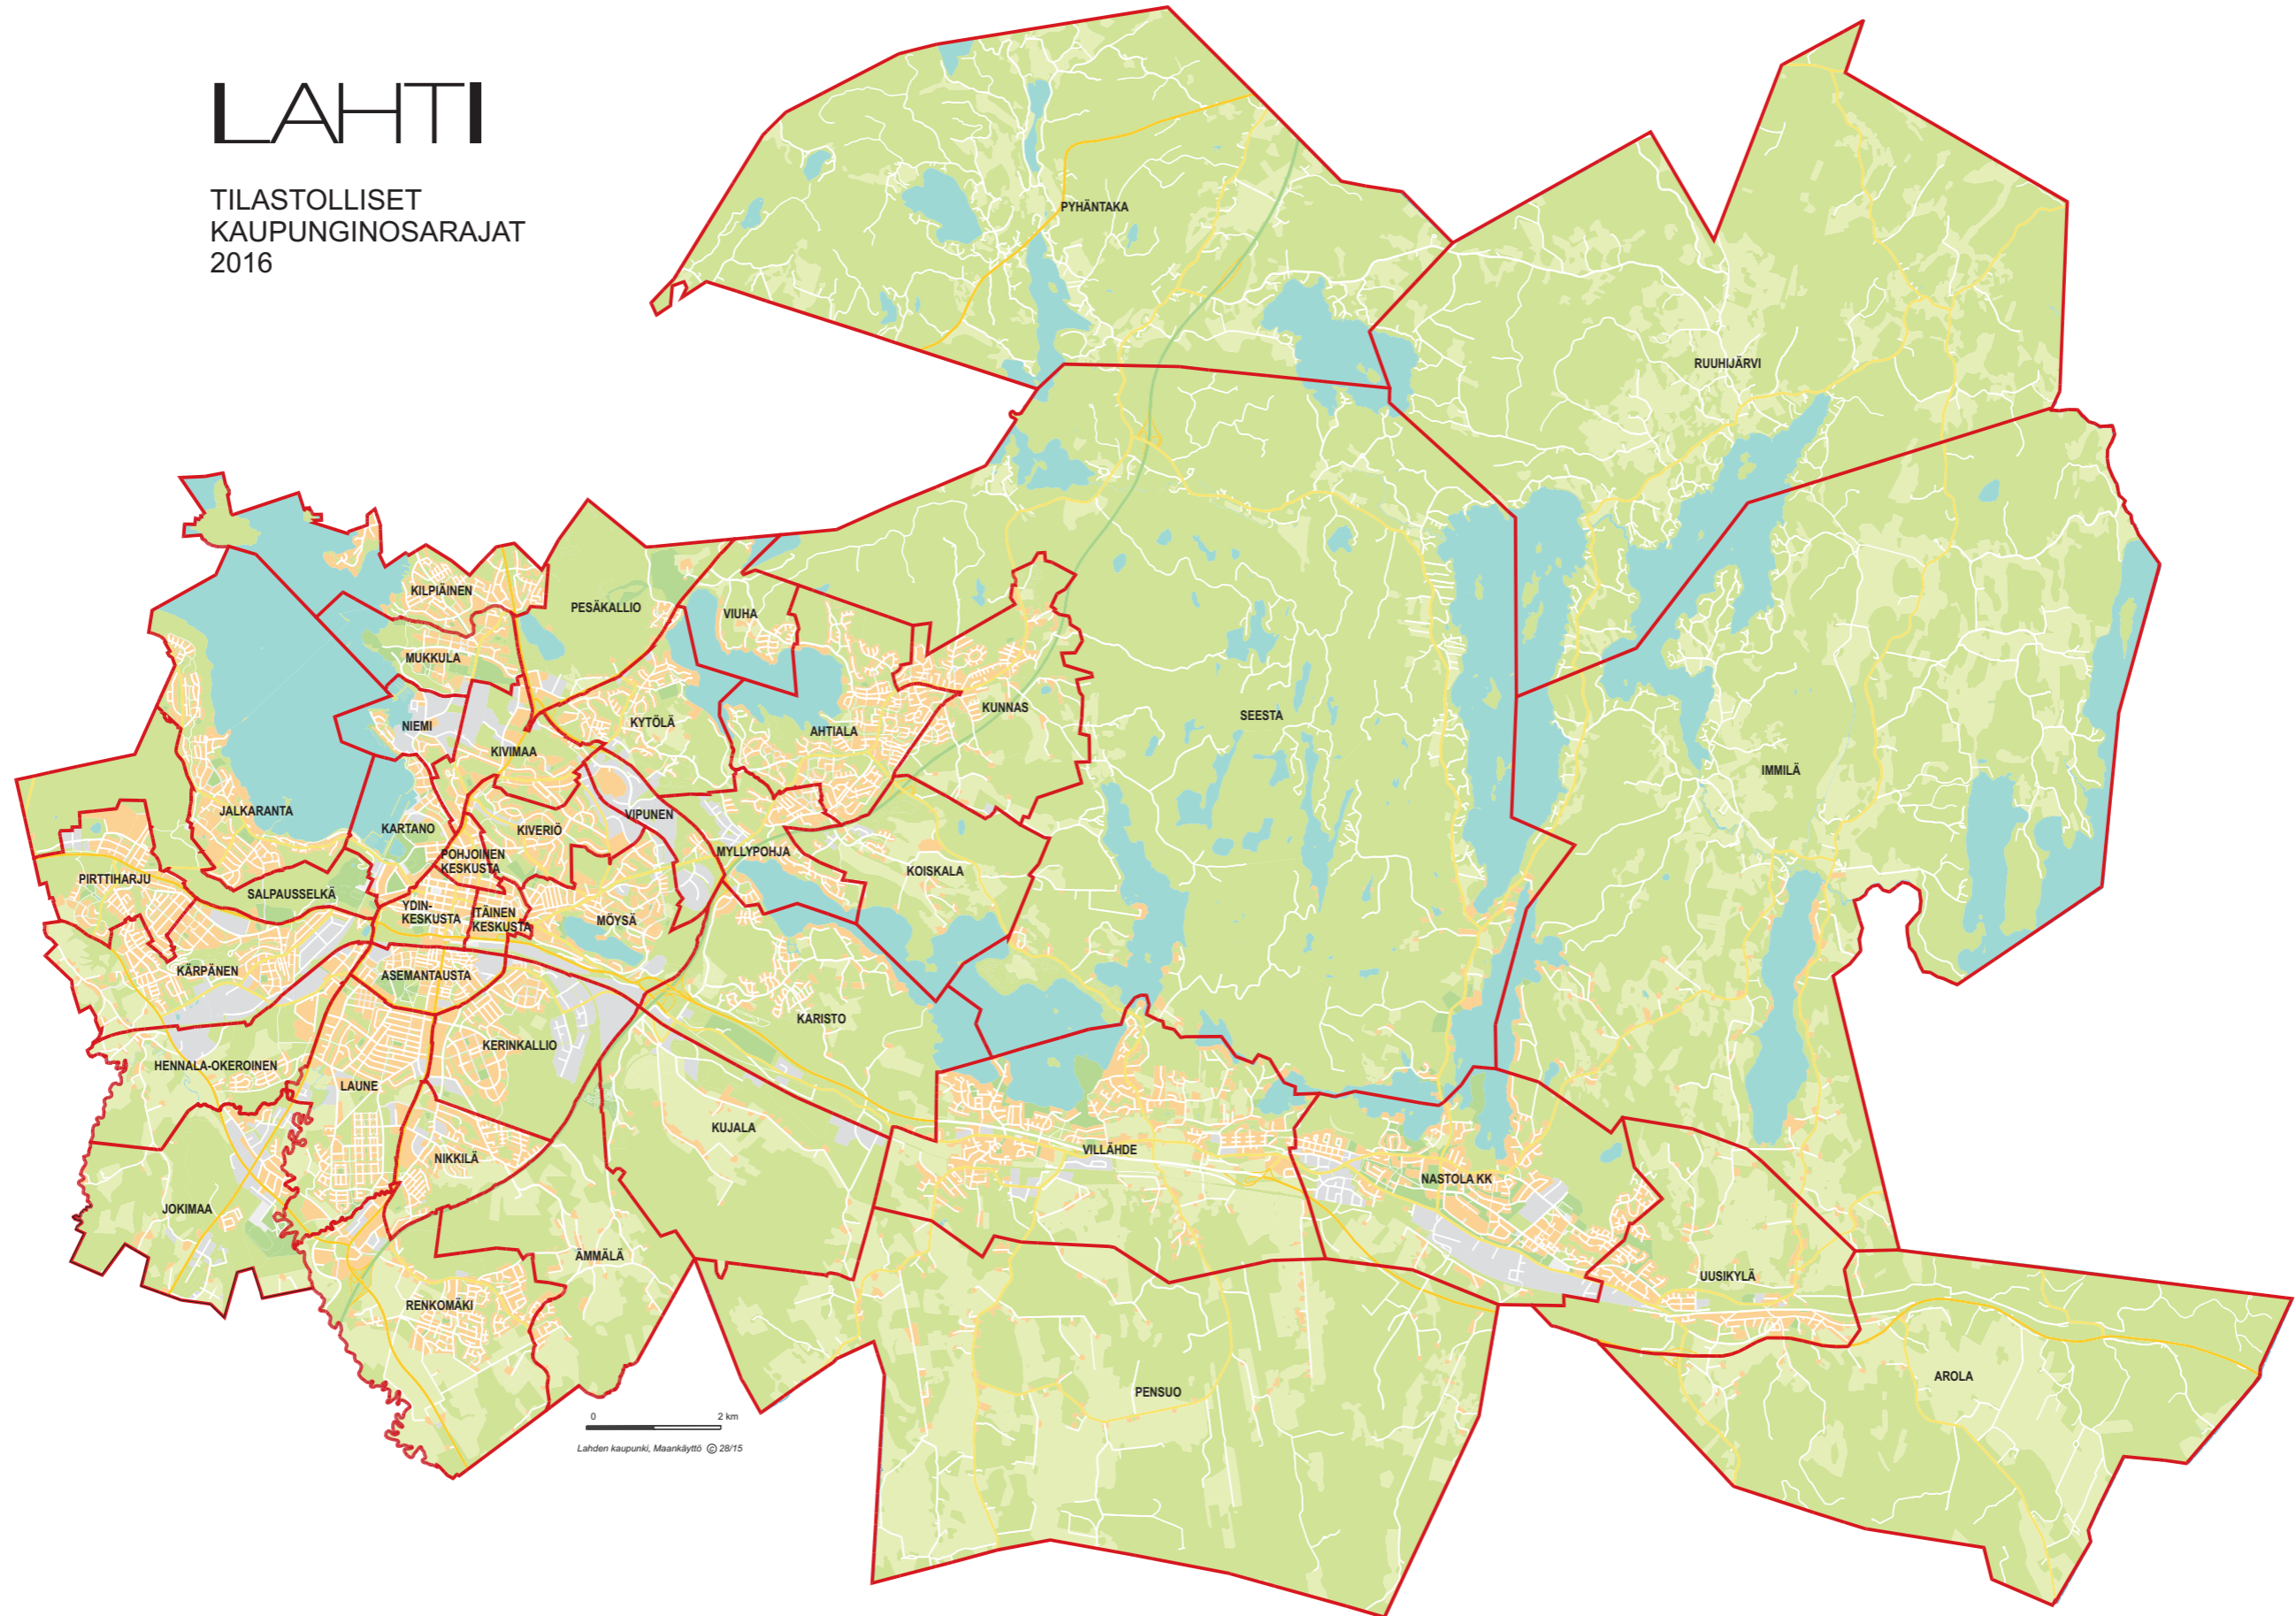 LAHTI
TILASTOLLISET
KAUPUNGINOSARAJAT
2016
PYHÄNTAKA
RUUHIJÄRVI
KILPIÄINEN
PESÄKALLIO
VIUHA
MUKKULA
NIEMI
KIVIMAA
KYTÖLÄ
AHTIALA
KUNNAS
SEESTA
IMMILÄ
JALKARANTA
KARTANO
KIVERIÖ
VIPUNEN
PIRTTIHARJU
SALPAUSSELKÄ
POHJOINEN
KESKUSTA
MYLLYPOHJA
KOISKALA
YDIN-
KESKUSTA
ITÄINEN
KESKUSTA
MÖYSÄ
KÄRPÄNEN
ASEMANTAUSTA
KARISTO
HENNALA-OKEROINEN
LAUNE
KERINKALLIO
KUJALA
VILLÄHDE
NIKKILÄ
NASTOLA KK
JOKIMAA
ÄMMÄLÄ
UUSIKYLÄ
RENKOMÄKI
PENSUO
AROLA
0 2 km
Lahden kaupunki, Maankäyttö © 28/15